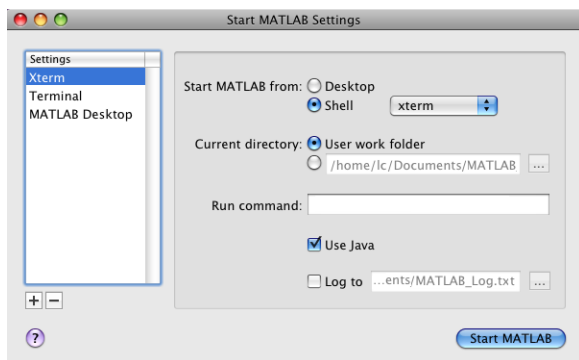 Start MATLAB Settings
Settings
Xterm
Terminal
MATLAB Desktop
Start MATLAB from: Desktop
Shell xterm
Current directory: User work folder
/home/lc/Documents/MATLAB ...
Run command:
Use Java
Log to ...ents/MATLAB_Log.txt ...
+ −
? Start MATLAB